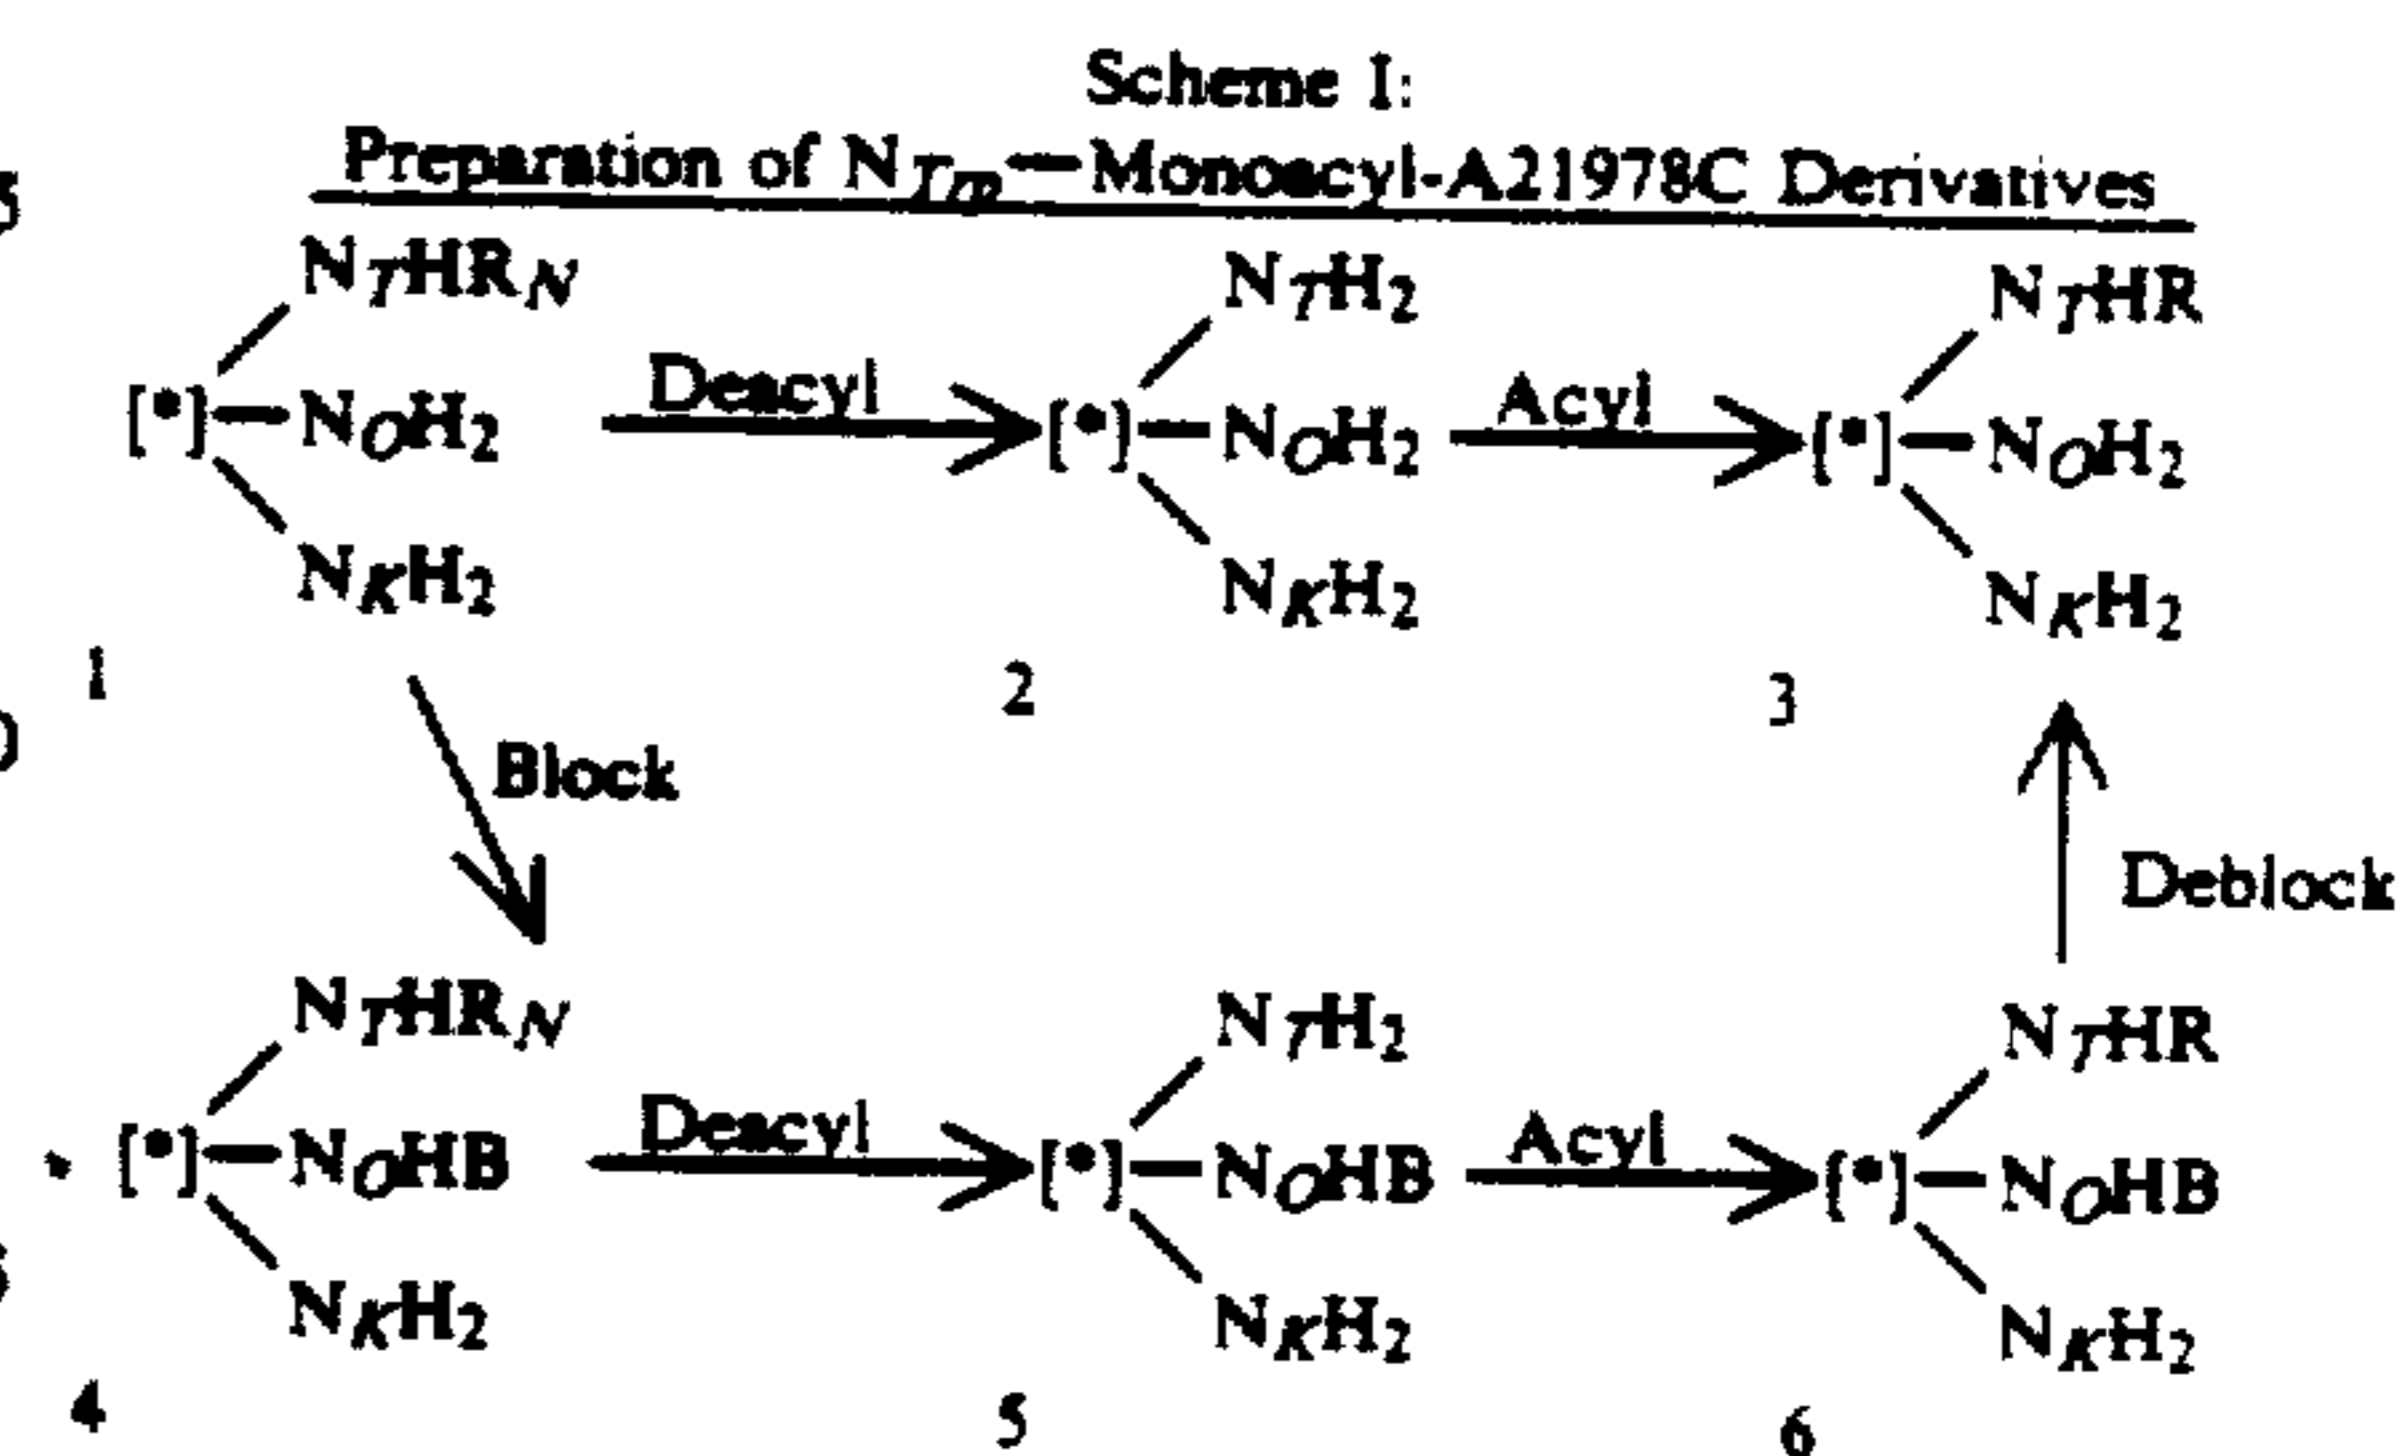 Scheme I:
Preparation of N_Trp—Monoacyl-A21978C Derivatives
N_THR_N
N_TH_2
N_THR
[•]—N_OH_2
Deacyl
[•]—N_OH_2
Acyl
[•]—N_OH_2
N_KH_2
N_KH_2
N_KH_2
1
2
3
Block
Deblock
N_THR_N
N_TH_2
N_THR
[•]—N_OHB
Deacyl
[•]—N_OHB
Acyl
[•]—N_OHB
N_KH_2
N_KH_2
N_KH_2
4
5
6